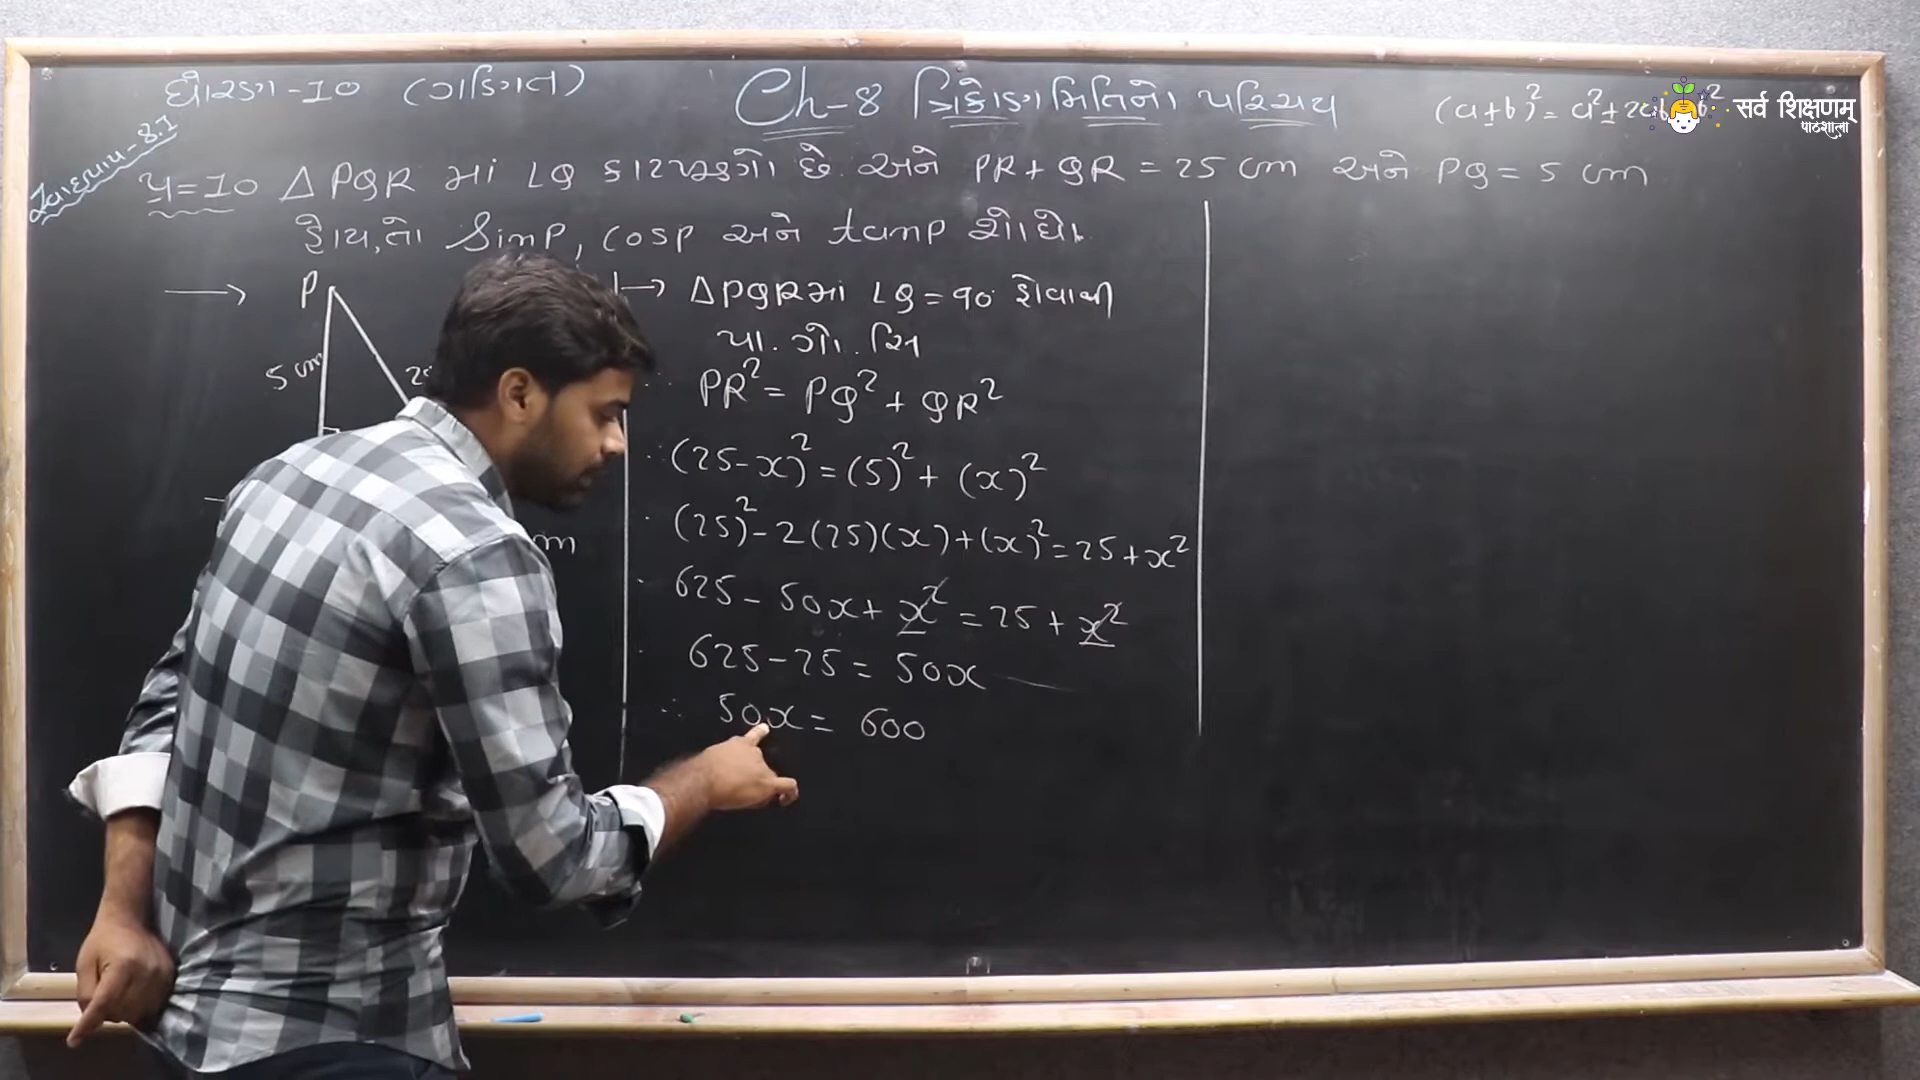 ધોરણ-10 (ગણિત)
Ch-8 ત્રિકોણમિતિનો પરિચય
(a±b)²= a²±2ab b²
सर्व शिक्षणम्
पाठशाला
સ્વાધ્યાય-8.1
પ્ર=10 △PQR માં ∠Q કાટખૂણો છે. અને PR+QR = 25 cm અને PQ = 5 cm
હોય,તો SinP, cosP અને tanP શોધો.
→ P
5 cm
m
→ △PQRમાં ∠Q = 90 હોવાથી
પા. ગો. સિ
PR² = PQ² + QR²
(25-x)² = (5)² + (x)²
(25)² - 2(25)(x)+(x)² = 25+x²
625 - 50x + x² = 25 + x²
625 - 25 = 50x
∴ 50x = 600